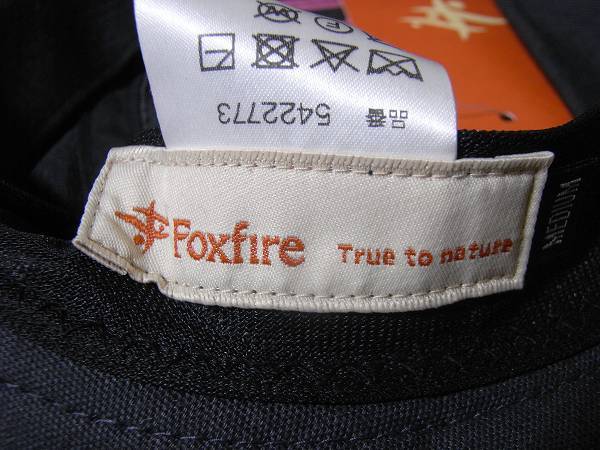 品番 5422773
Foxfire True to nature
MEDIUM